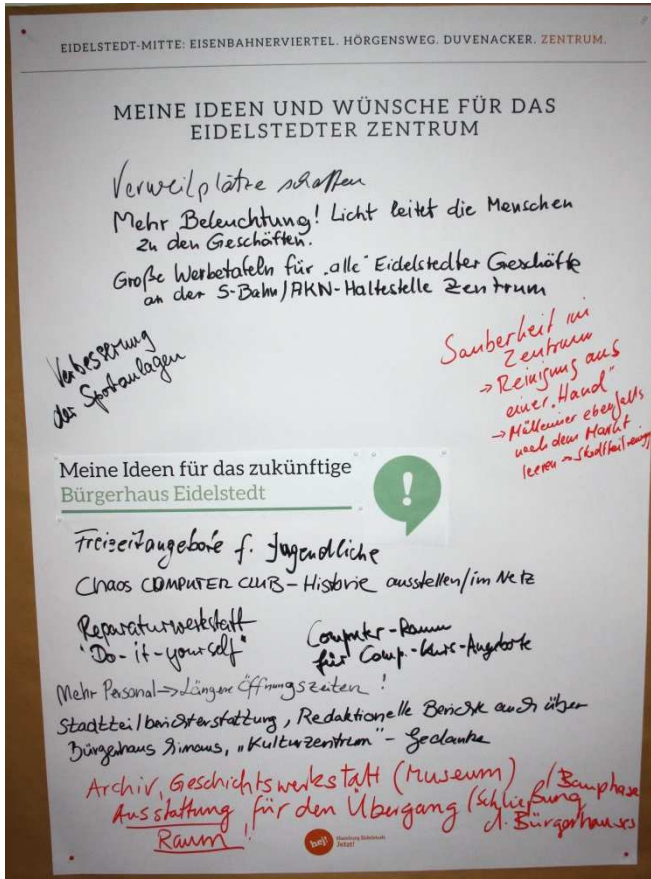 EIDELSTEDT-MITTE: EISENBAHNERVIERTEL. HÖRGENSWEG. DUVENACKER. ZENTRUM.
MEINE IDEEN UND WÜNSCHE FÜR DAS
EIDELSTEDTER ZENTRUM
Verweilplätze schaffen
Mehr Beleuchtung! Licht leitet die Menschen
zu den Geschäften.
Große Werbetafeln für „alle" Eidelstedter Geschäfte
an der S-Bahn/AKN-Haltestelle Zentrum
Verbesserung
der Sportanlagen
Sauberkeit im
Zentrum
→ Reinigung aus
einer „Hand"
→ Mülleimer ebenfalls
nach dem Markt
leeren →
Meine Ideen für das zukünftige
Bürgerhaus Eidelstedt
!
Freizeitangebote f. Jugendliche
Chaos COMPUTER CLUB – Historie ausstellen/im Netz
Reparaturwerkstatt
"Do-it-yourself"
Computer-Raum
für Comp.-Kurs-Angebote
Mehr Personal → Längere Öffnungszeiten!
Stadtteilberichterstattung, Redaktionelle Berichte auch über
Bürgerhaus hinaus, „Kulturzentrum" – Gedanke
Archiv, Geschichtswerkstatt (Museum)
Ausstattung für den Übergang (Schließung
/Bauphase
d. Bürgerhauses
Raum!
hej! Hamburg Eidelstedt
Jetzt!